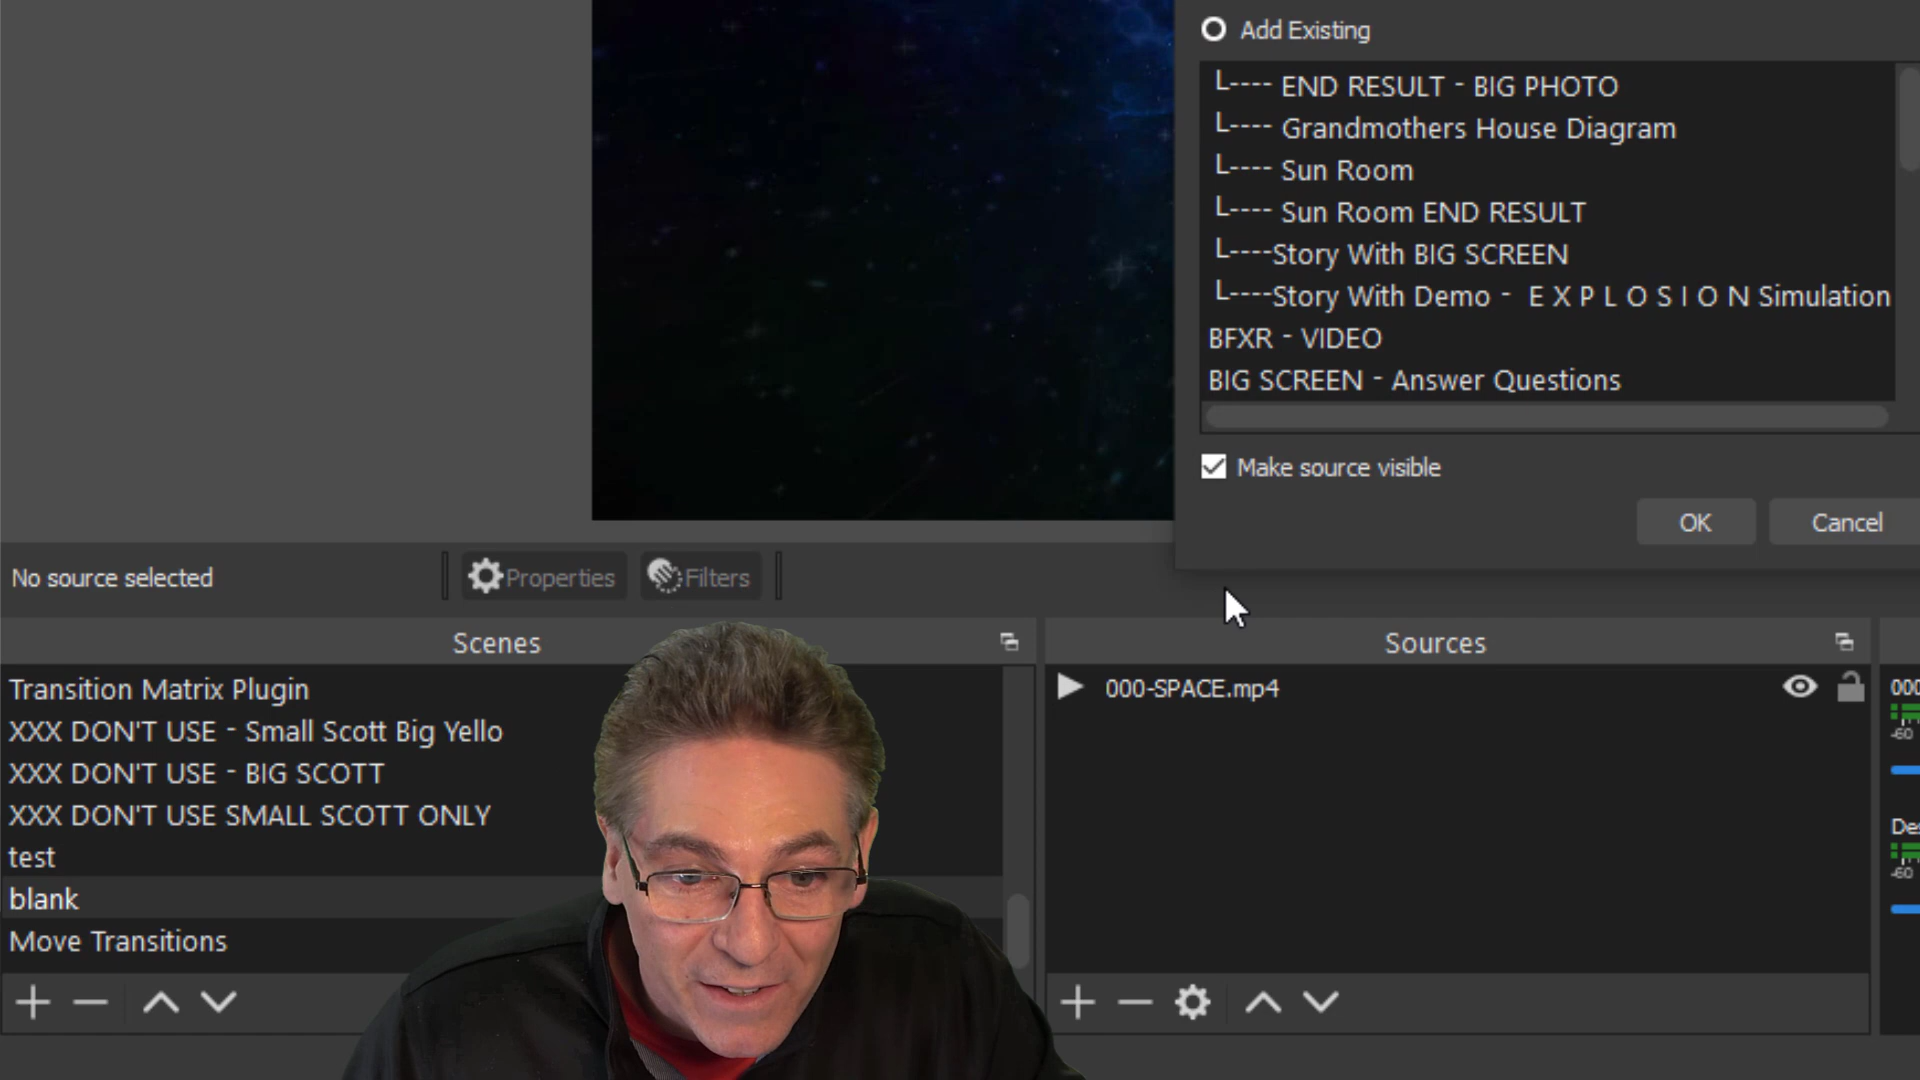 Add Existing
L---- END RESULT - BIG PHOTO
L---- Grandmothers House Diagram
L---- Sun Room
L---- Sun Room END RESULT
L----Story With BIG SCREEN
L----Story With Demo - E X P L O S I O N Simulation
BFXR - VIDEO
BIG SCREEN - Answer Questions
Make source visible
OK Cancel
No source selected Properties Filters
Scenes
Transition Matrix Plugin
XXX DON'T USE - Small Scott Big Yello
XXX DON'T USE - BIG SCOTT
XXX DON'T USE SMALL SCOTT ONLY
test
blank
Move Transitions
Sources
000-SPACE.mp4
000
-60
Des
-60